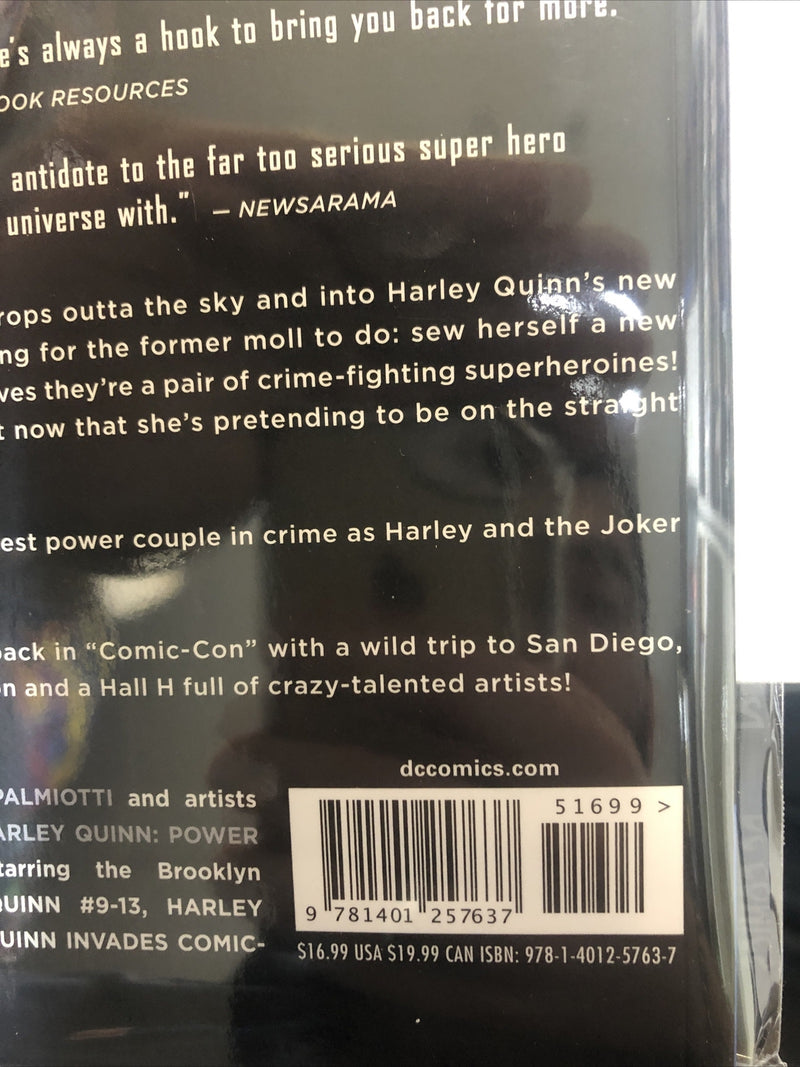 e's always a hook to bring you back for more.
OOK RESOURCES
antidote to the far too serious super hero
universe with." — NEWSARAMA
rops outta the sky and into Harley Quinn's new
ng for the former moll to do: sew herself a new
ves they're a pair of crime-fighting superheroines!
t now that she's pretending to be on the straight
est power couple in crime as Harley and the Joker
back in "Comic-Con" with a wild trip to San Diego,
n and a Hall H full of crazy-talented artists!
dccomics.com
PALMIOTTI and artists
ARLEY QUINN: POWER
tarring the Brooklyn
QUINN #9-13, HARLEY
UINN INVADES COMIC-
51699 >
9 781401 257637
$16.99 USA $19.99 CAN ISBN: 978-1-4012-5763-7